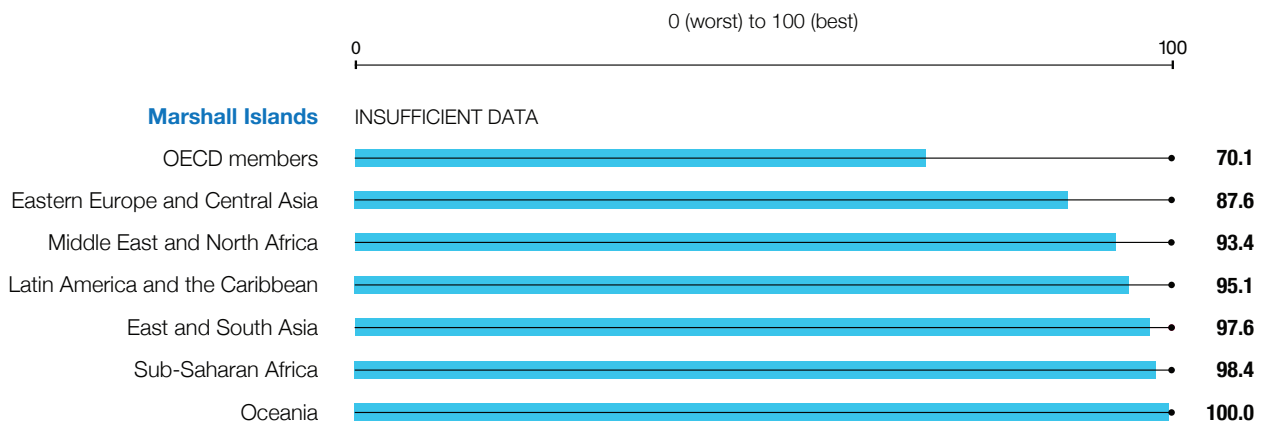 0 (worst) to 100 (best)
0 100
Marshall Islands INSUFFICIENT DATA
OECD members 70.1
Eastern Europe and Central Asia 87.6
Middle East and North Africa 93.4
Latin America and the Caribbean 95.1
East and South Asia 97.6
Sub-Saharan Africa 98.4
Oceania 100.0